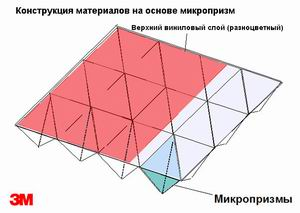 Конструкция материалов на основе микропризм
Верхний виниловый слой (разноцветный)
Микропризмы
3M